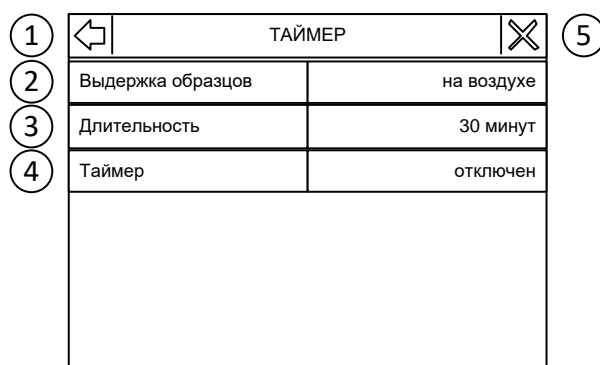 1 ТАЙМЕР 5
2 Выдержка образцов на воздухе
3 Длительность 30 минут
4 Таймер отключен